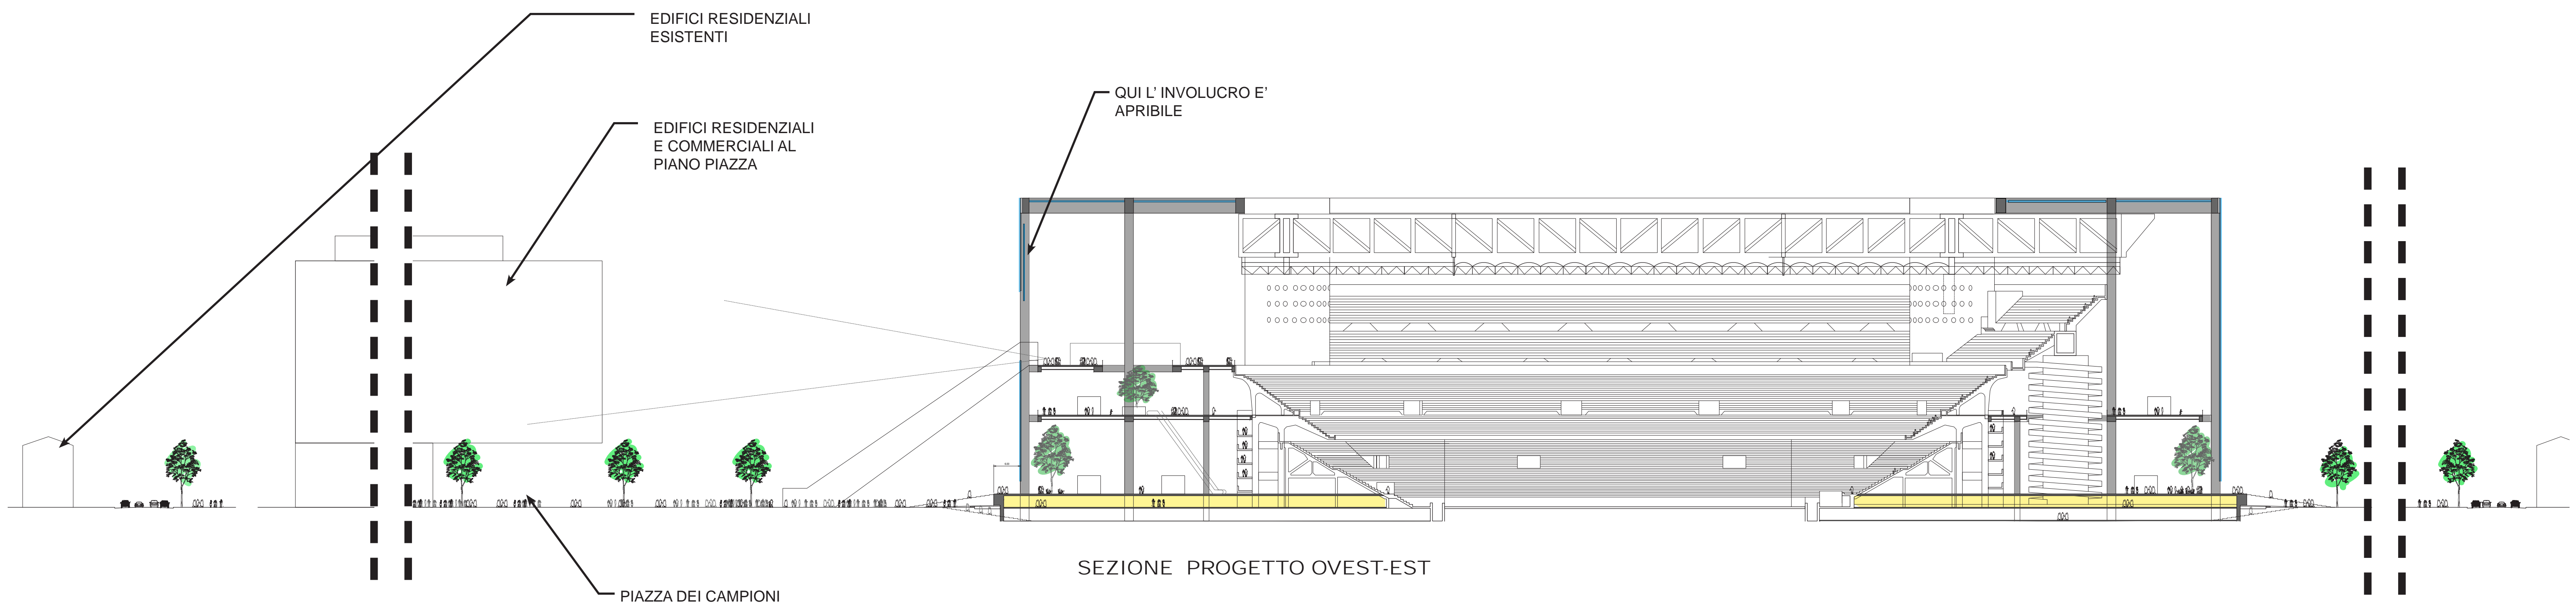 EDIFICI RESIDENZIALI
ESISTENTI
QUI L' INVOLUCRO E'
APRIBILE
EDIFICI RESIDENZIALI
E COMMERCIALI AL
PIANO PIAZZA
SEZIONE PROGETTO OVEST-EST
PIAZZA DEI CAMPIONI